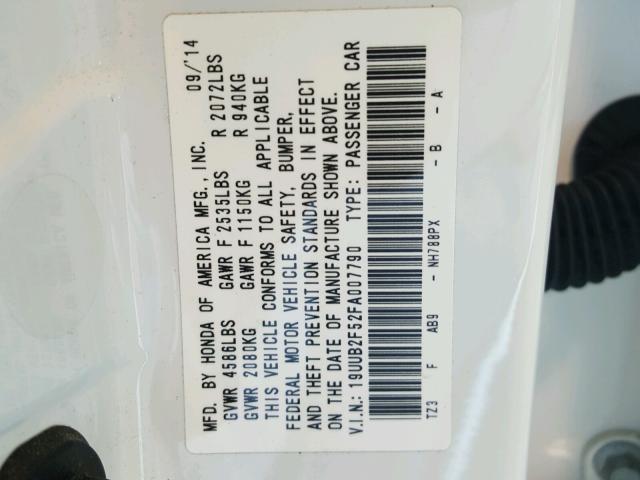 MFD. BY HONDA OF AMERICA MFG., INC. 09/'14
GVWR 4586LBS GAWR F 2535LBS R 2072LBS
GVWR 2080KG GAWR F 1150KG R 940KG
THIS VEHICLE CONFORMS TO ALL APPLICABLE
FEDERAL MOTOR VEHICLE SAFETY, BUMPER,
AND THEFT PREVENTION STANDARDS IN EFFECT
ON THE DATE OF MANUFACTURE SHOWN ABOVE.
V.I.N.: 19UUB2F52FA007790 TYPE: PASSENGER CAR
TZ3 F AB9 - NH788PX - B - A